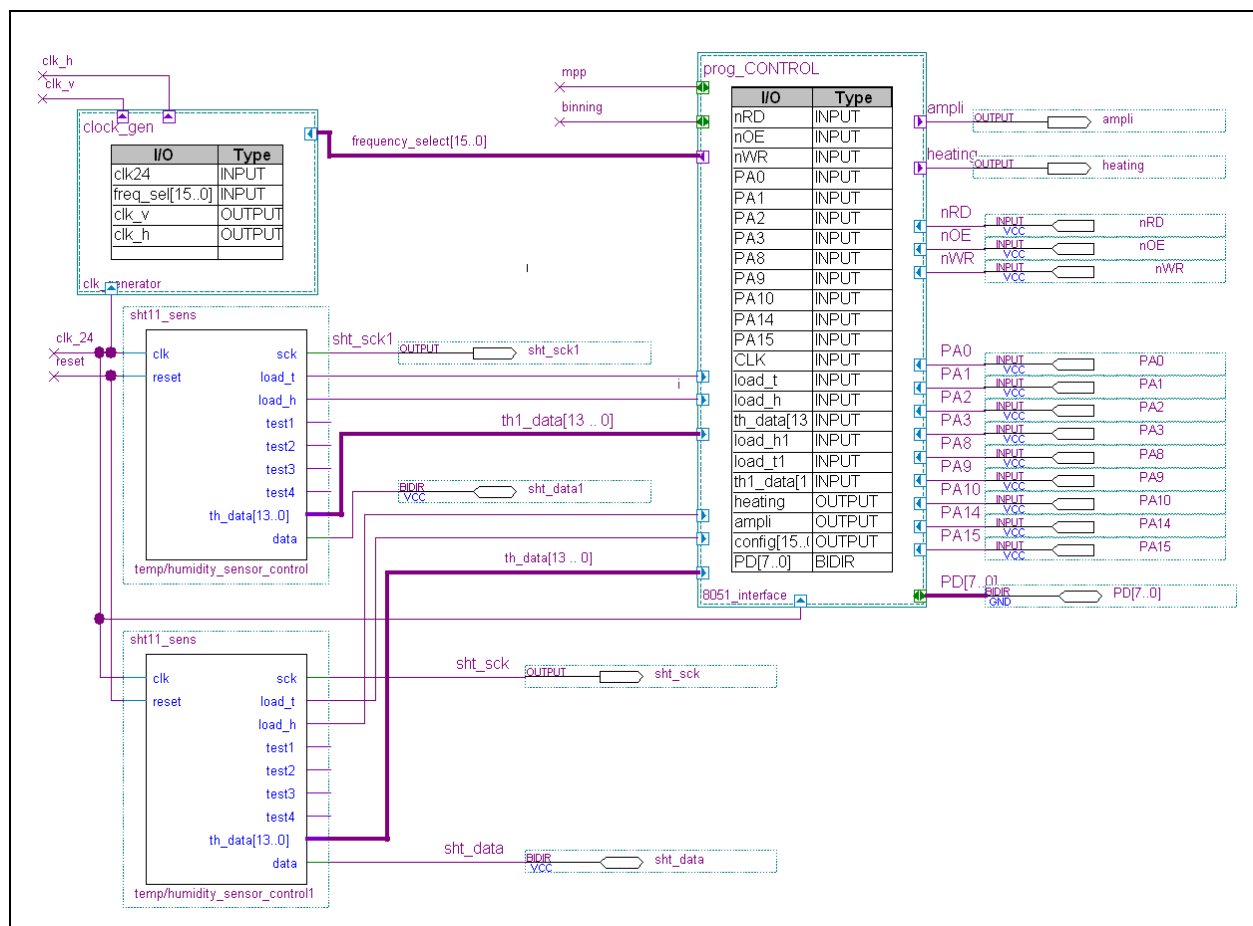 clk_h
clk_v
clock_gen
I/O Type
clk24 INPUT
freq_sel[15..0] INPUT
clk_v OUTPUT
clk_h OUTPUT
clk_generator
frequency_select[15..0]
mpp
binning
prog_CONTROL
I/O Type
nRD INPUT
nOE INPUT
nWR INPUT
PA0 INPUT
PA1 INPUT
PA2 INPUT
PA3 INPUT
PA8 INPUT
PA9 INPUT
PA10 INPUT
PA14 INPUT
PA15 INPUT
CLK INPUT
load_t INPUT
load_h INPUT
th_data[13 INPUT
load_h1 INPUT
load_t1 INPUT
th1_data[1 INPUT
heating OUTPUT
ampli OUTPUT
config[15..( OUTPUT
PD[7..0] BIDIR
8051_interface
ampli OUTPUT ampli
heating OUTPUT heating
nRD INPUT VCC nRD
nOE INPUT VCC nOE
nWR INPUT VCC nWR
PA0 INPUT VCC PA0
PA1 INPUT VCC PA1
PA2 INPUT VCC PA2
PA3 INPUT VCC PA3
PA8 INPUT VCC PA8
PA9 INPUT VCC PA9
PA10 INPUT VCC PA10
PA14 INPUT VCC PA14
PA15 INPUT VCC PA15
PD[7..0] BIDIR GND PD[7..0]
clk_24
reset
sht11_sens
clk sck
reset load_t
load_h
test1
test2
test3
test4
th_data[13..0]
data
temp/humidity_sensor_control
sht_sck1 OUTPUT sht_sck1
i
th1_data[13 .. 0]
BIDIR VCC sht_data1
th_data[13 .. 0]
sht11_sens
clk sck
reset load_t
load_h
test1
test2
test3
test4
th_data[13..0]
data
temp/humidity_sensor_control1
sht_sck OUTPUT sht_sck
sht_data BIDIR VCC sht_data